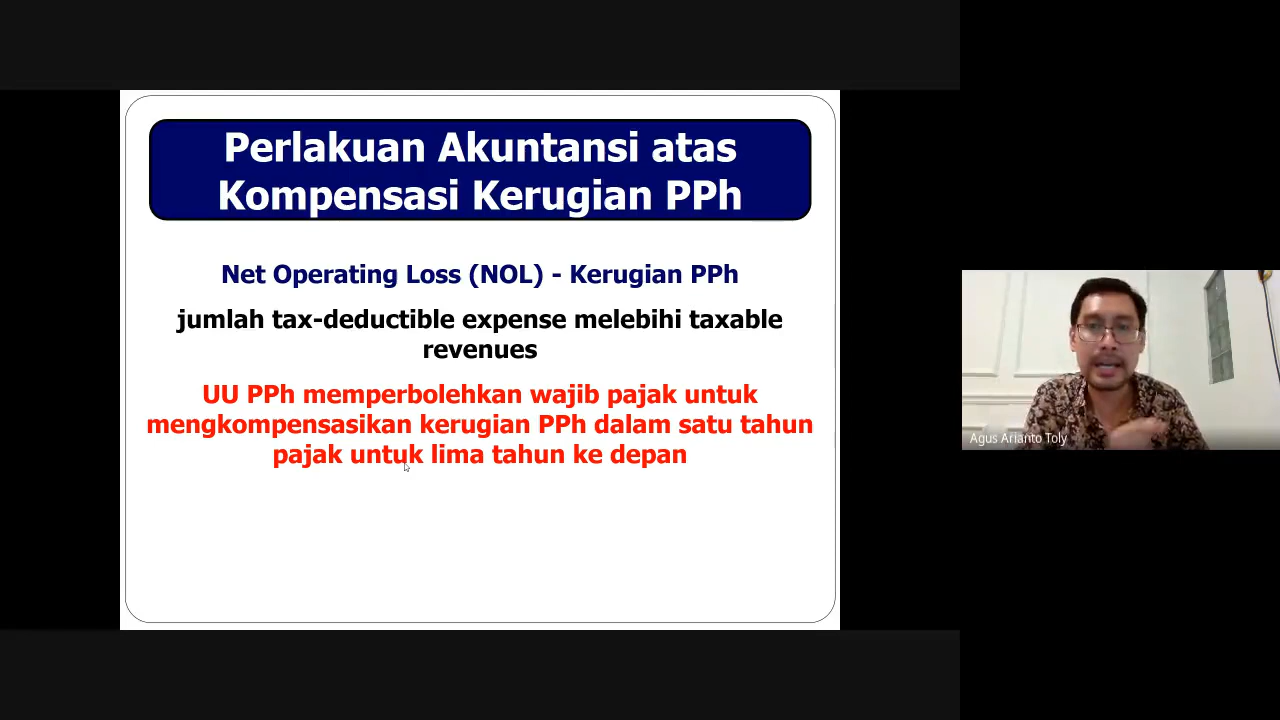 Perlakuan Akuntansi atas
Kompensasi Kerugian PPh
Net Operating Loss (NOL) - Kerugian PPh
jumlah tax-deductible expense melebihi taxable
revenues
UU PPh memperbolehkan wajib pajak untuk
mengkompensasikan kerugian PPh dalam satu tahun
pajak untuk lima tahun ke depan
Agus Arianto Toly